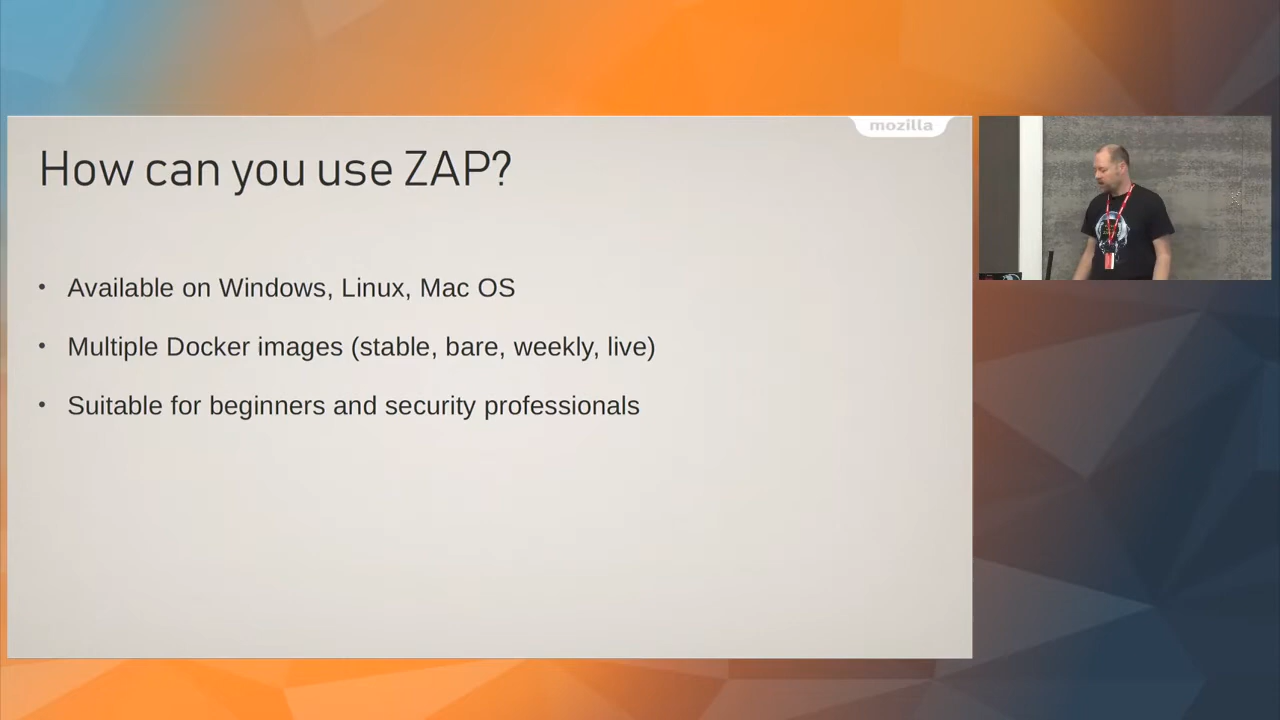 mozilla
How can you use ZAP?
• Available on Windows, Linux, Mac OS
• Multiple Docker images (stable, bare, weekly, live)
• Suitable for beginners and security professionals